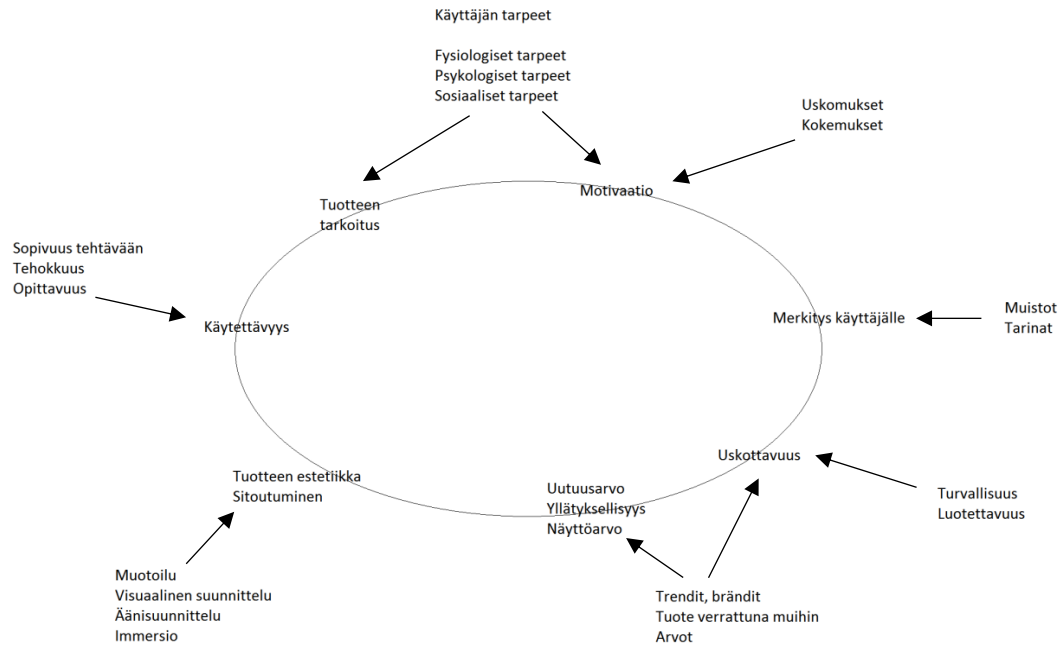 Käyttäjän tarpeet
Fysiologiset tarpeet
Psykologiset tarpeet
Sosiaaliset tarpeet
Uskomukset
Kokemukset
Motivaatio
Tuotteen
tarkoitus
Sopivuus tehtävään
Tehokkuus
Opittavuus
Käytettävyys
Merkitys käyttäjälle
Muistot
Tarinat
Uskottavuus
Tuotteen estetiikka
Sitoutuminen
Uutuusarvo
Yllätyksellisyys
Näyttöarvo
Turvallisuus
Luotettavuus
Muotoilu
Visuaalinen suunnittelu
Äänisuunnittelu
Immersio
Trendit, brändit
Tuote verrattuna muihin
Arvot